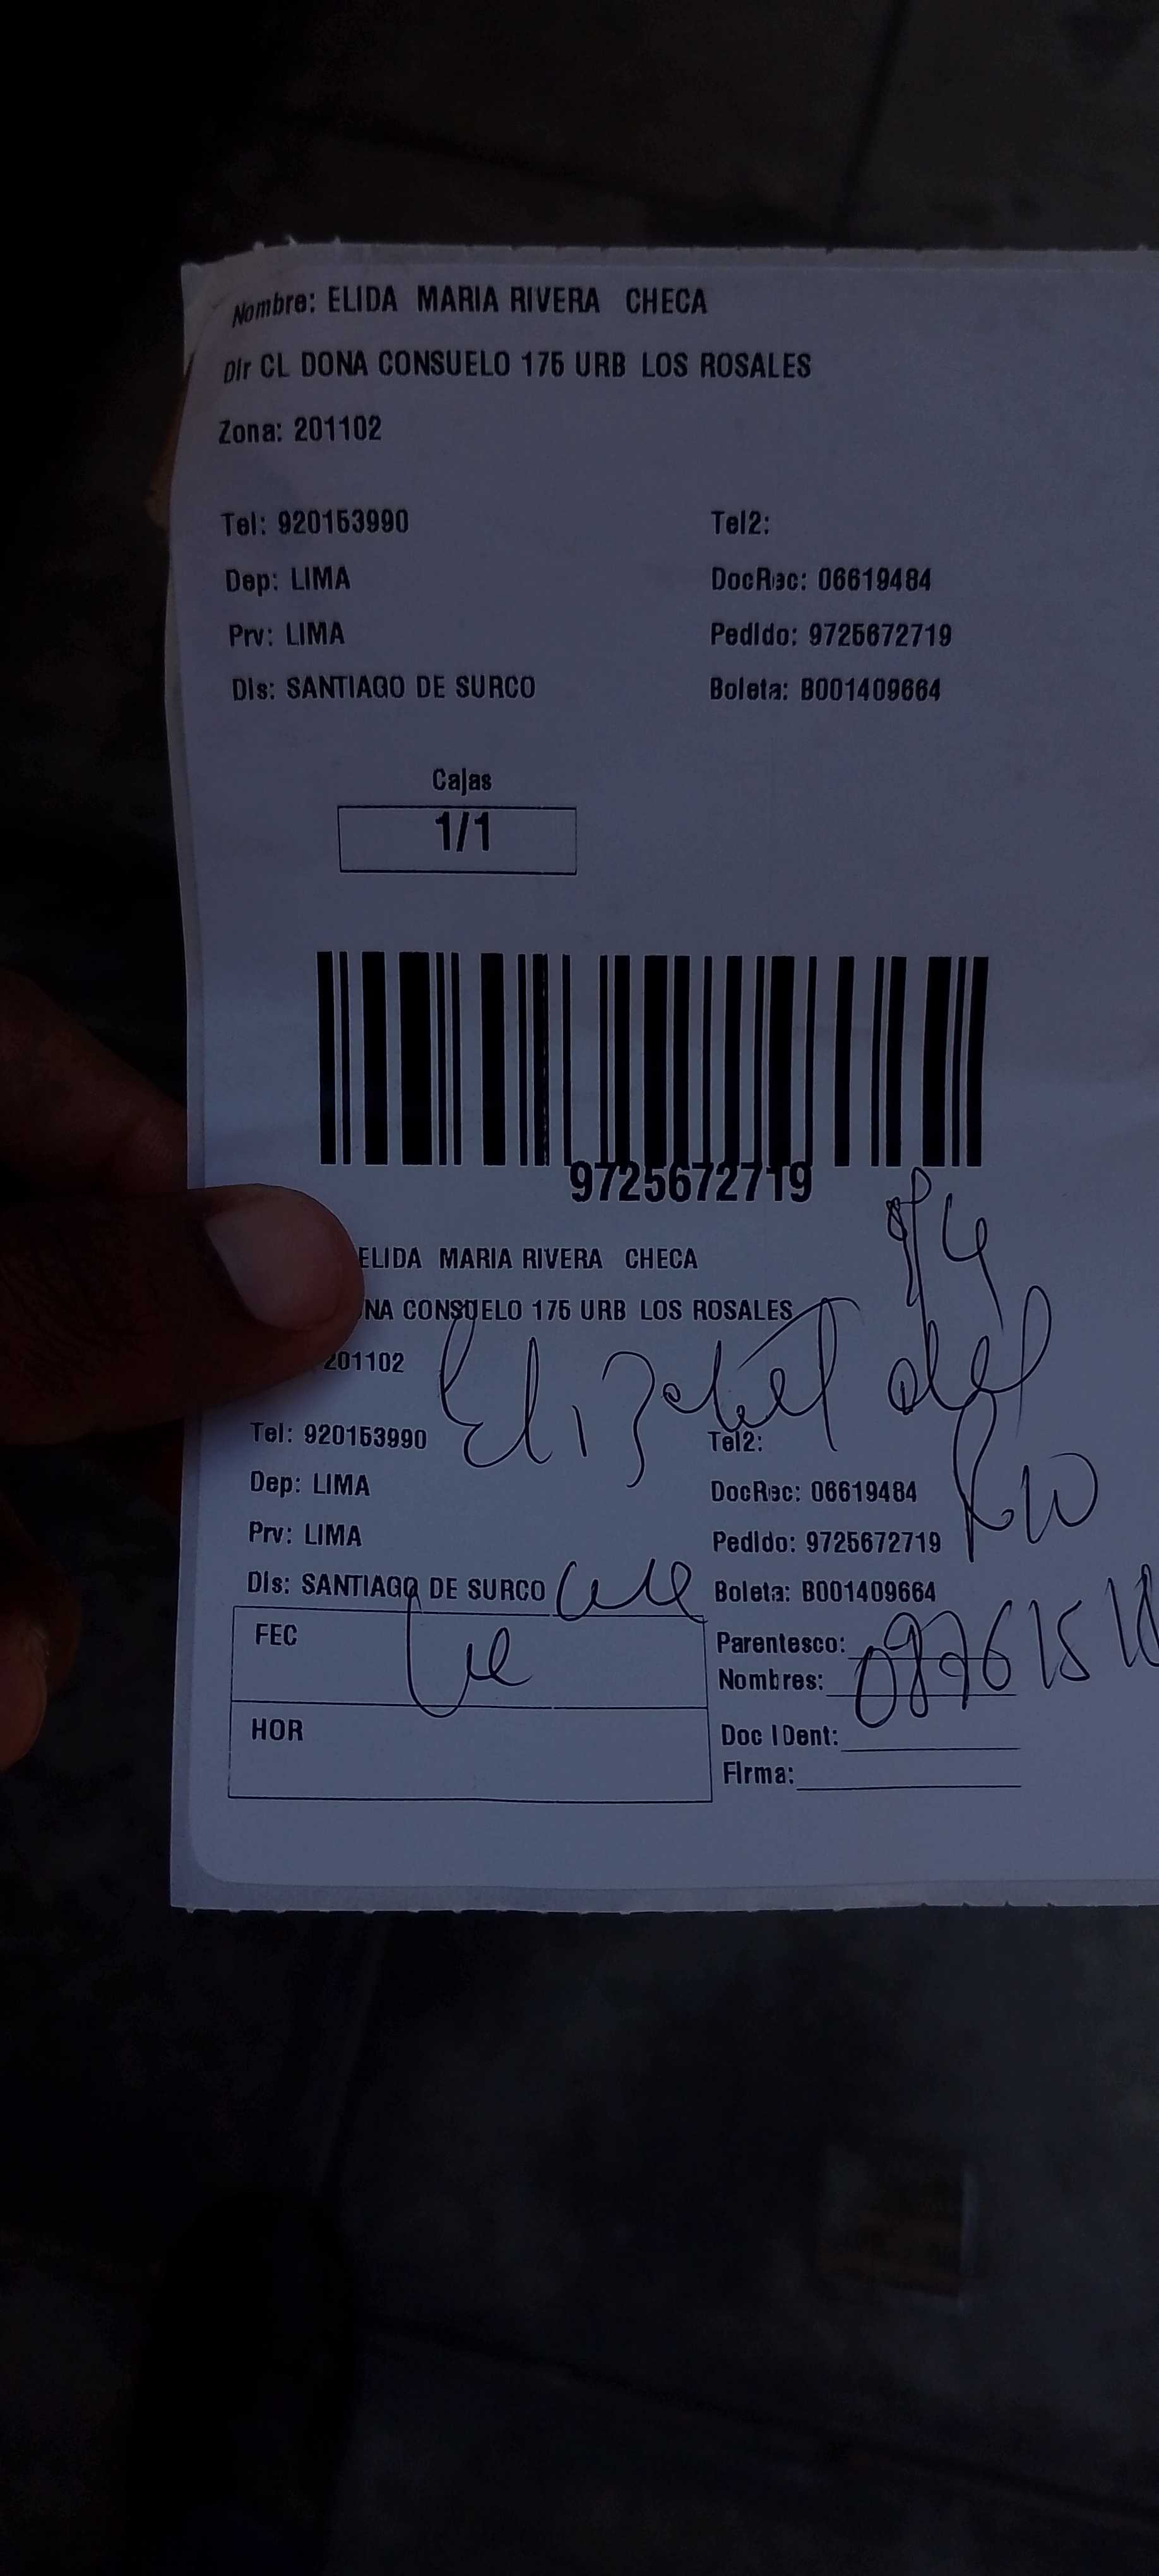 Nombre: ELIDA MARIA RIVERA CHECA
Dir CL DONA CONSUELO 175 URB LOS ROSALES
Zona: 201102
Tel: 920153990 Tel2:
Dep: LIMA DocRec: 06619484
Prv: LIMA Pedido: 9725672719
Dis: SANTIAGO DE SURCO Boleta: B001409664
Cajas
1/1
9725672719
ELIDA MARIA RIVERA CHECA
NA CONSUELO 175 URB LOS ROSALES
201102
Elizabet del
Rio
Tel: 920153990 Tel2:
Dep: LIMA DocRec: 06619484
Prv: LIMA Pedido: 9725672719
Dis: SANTIAGO DE SURCO Boleta: B001409664
FEC Parentesco:
Nombres:
HOR Doc IDent:
Firma: